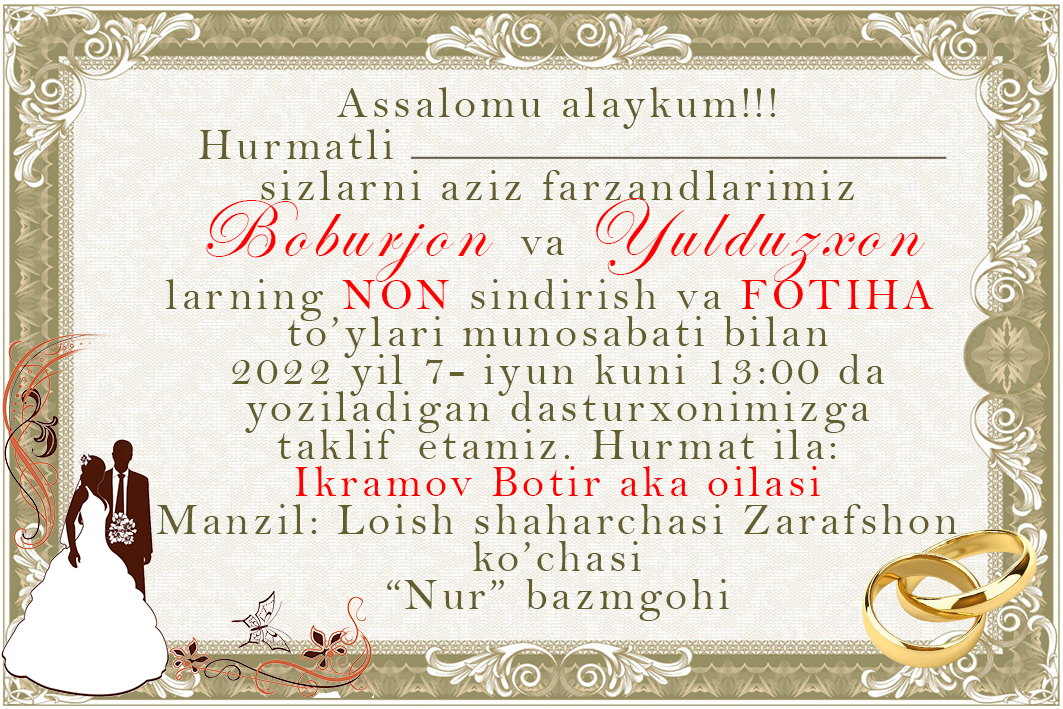 Assalomu alaykum!!!
Hurmatli ___________________________
sizlarni aziz farzandlarimiz
Boburjon va Yulduzxon
larning NON sindirish va FOTIHA
to’ylari munosabati bilan
2022 yil 7- iyun kuni 13:00 da
yoziladigan dasturxonimizga
taklif etamiz. Hurmat ila:
Ikramov Botir aka oilasi
Manzil: Loish shaharchasi Zarafshon
ko’chasi
“Nur” bazmgohi